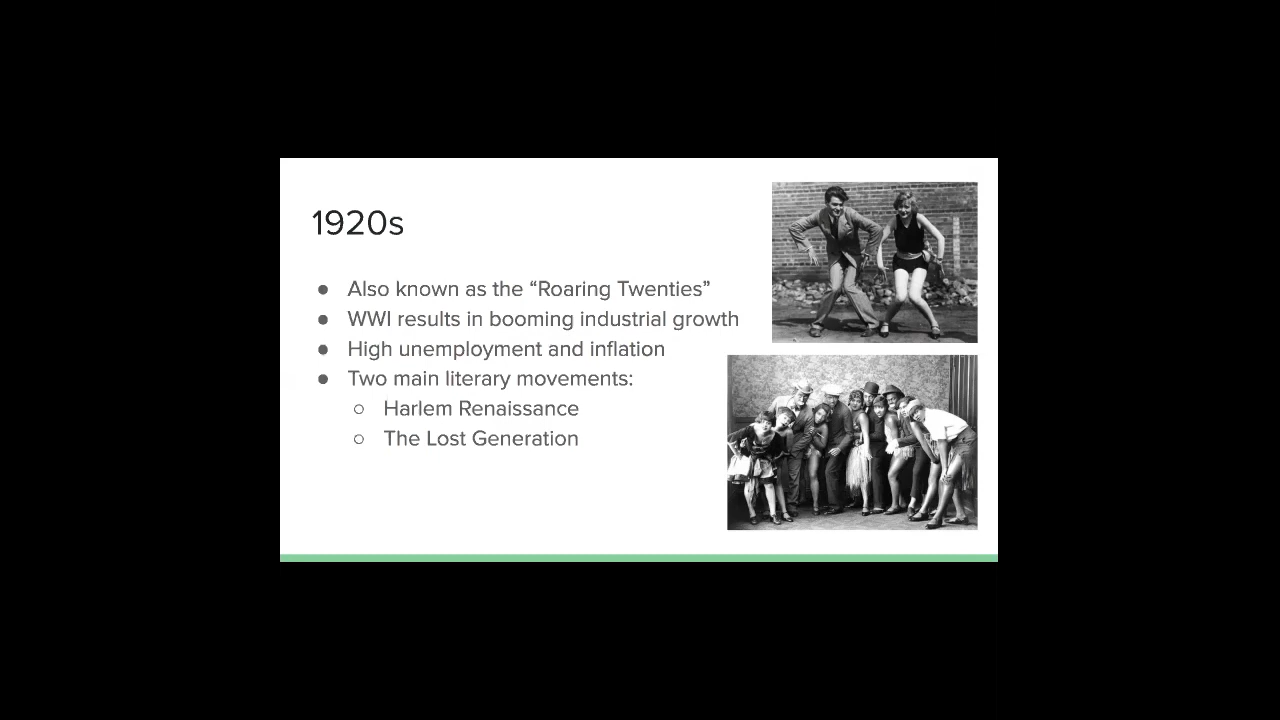 1920s
● Also known as the “Roaring Twenties”
● WWI results in booming industrial growth
● High unemployment and inflation
● Two main literary movements:
○ Harlem Renaissance
○ The Lost Generation